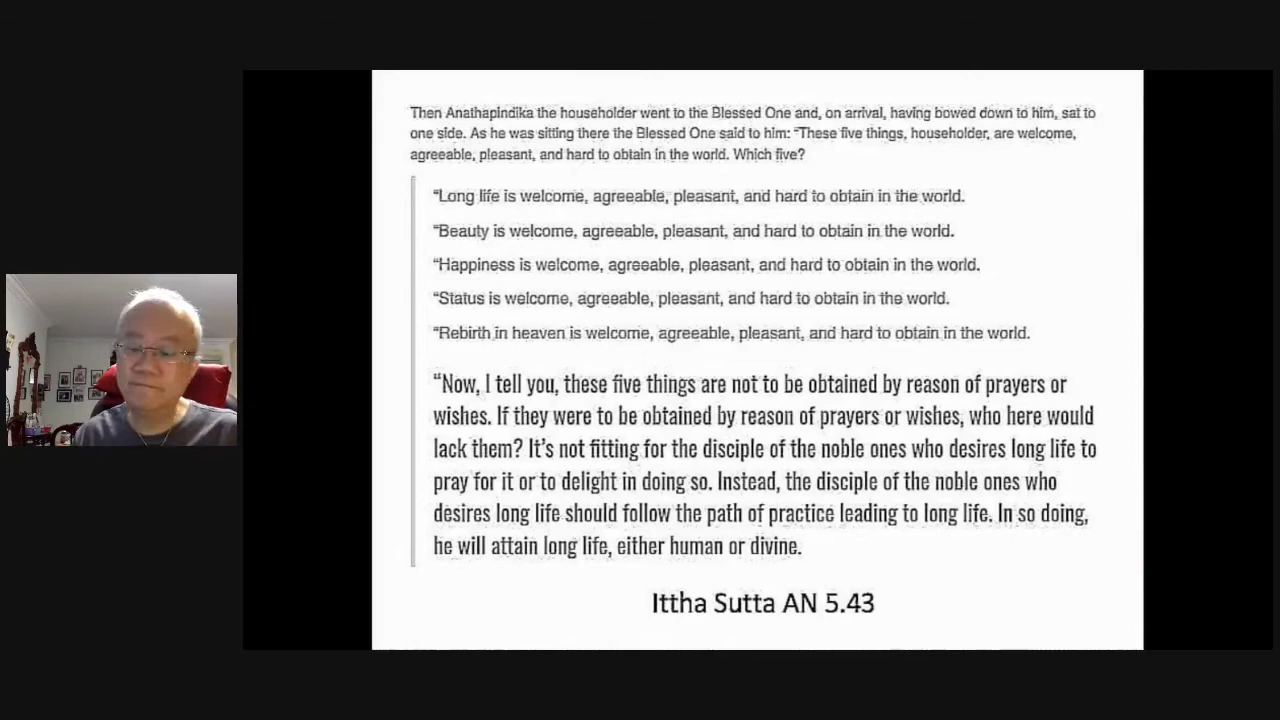 Then Anathapindika the householder went to the Blessed One and, on arrival, having bowed down to him, sat to
one side. As he was sitting there the Blessed One said to him: “These five things, householder, are welcome,
agreeable, pleasant, and hard to obtain in the world. Which five?
“Long life is welcome, agreeable, pleasant, and hard to obtain in the world.
“Beauty is welcome, agreeable, pleasant, and hard to obtain in the world.
“Happiness is welcome, agreeable, pleasant, and hard to obtain in the world.
“Status is welcome, agreeable, pleasant, and hard to obtain in the world.
“Rebirth in heaven is welcome, agreeable, pleasant, and hard to obtain in the world.
“Now, I tell you, these five things are not to be obtained by reason of prayers or
wishes. If they were to be obtained by reason of prayers or wishes, who here would
lack them? It’s not fitting for the disciple of the noble ones who desires long life to
pray for it or to delight in doing so. Instead, the disciple of the noble ones who
desires long life should follow the path of practice leading to long life. In so doing,
he will attain long life, either human or divine.
Ittha Sutta AN 5.43